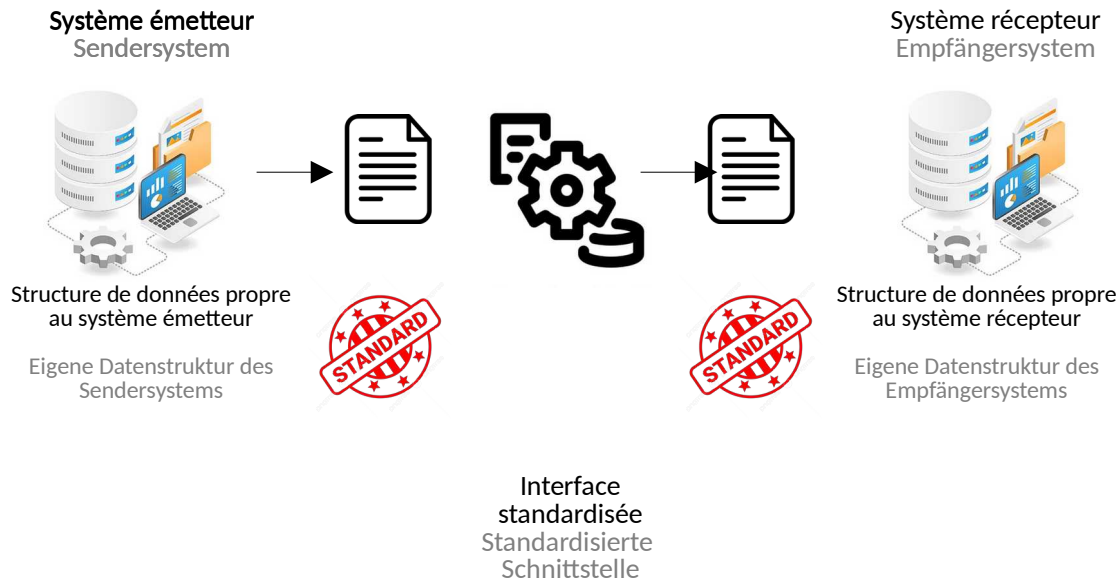 Système émetteur
Sendersystem
Système récepteur
Empfängersystem
Structure de données propre
au système émetteur
Eigene Datenstruktur des
Sendersystems
STANDARD
STANDARD
Structure de données propre
au système récepteur
Eigene Datenstruktur des
Empfängersystems
Interface
standardisée
Standardisierte
Schnittstelle